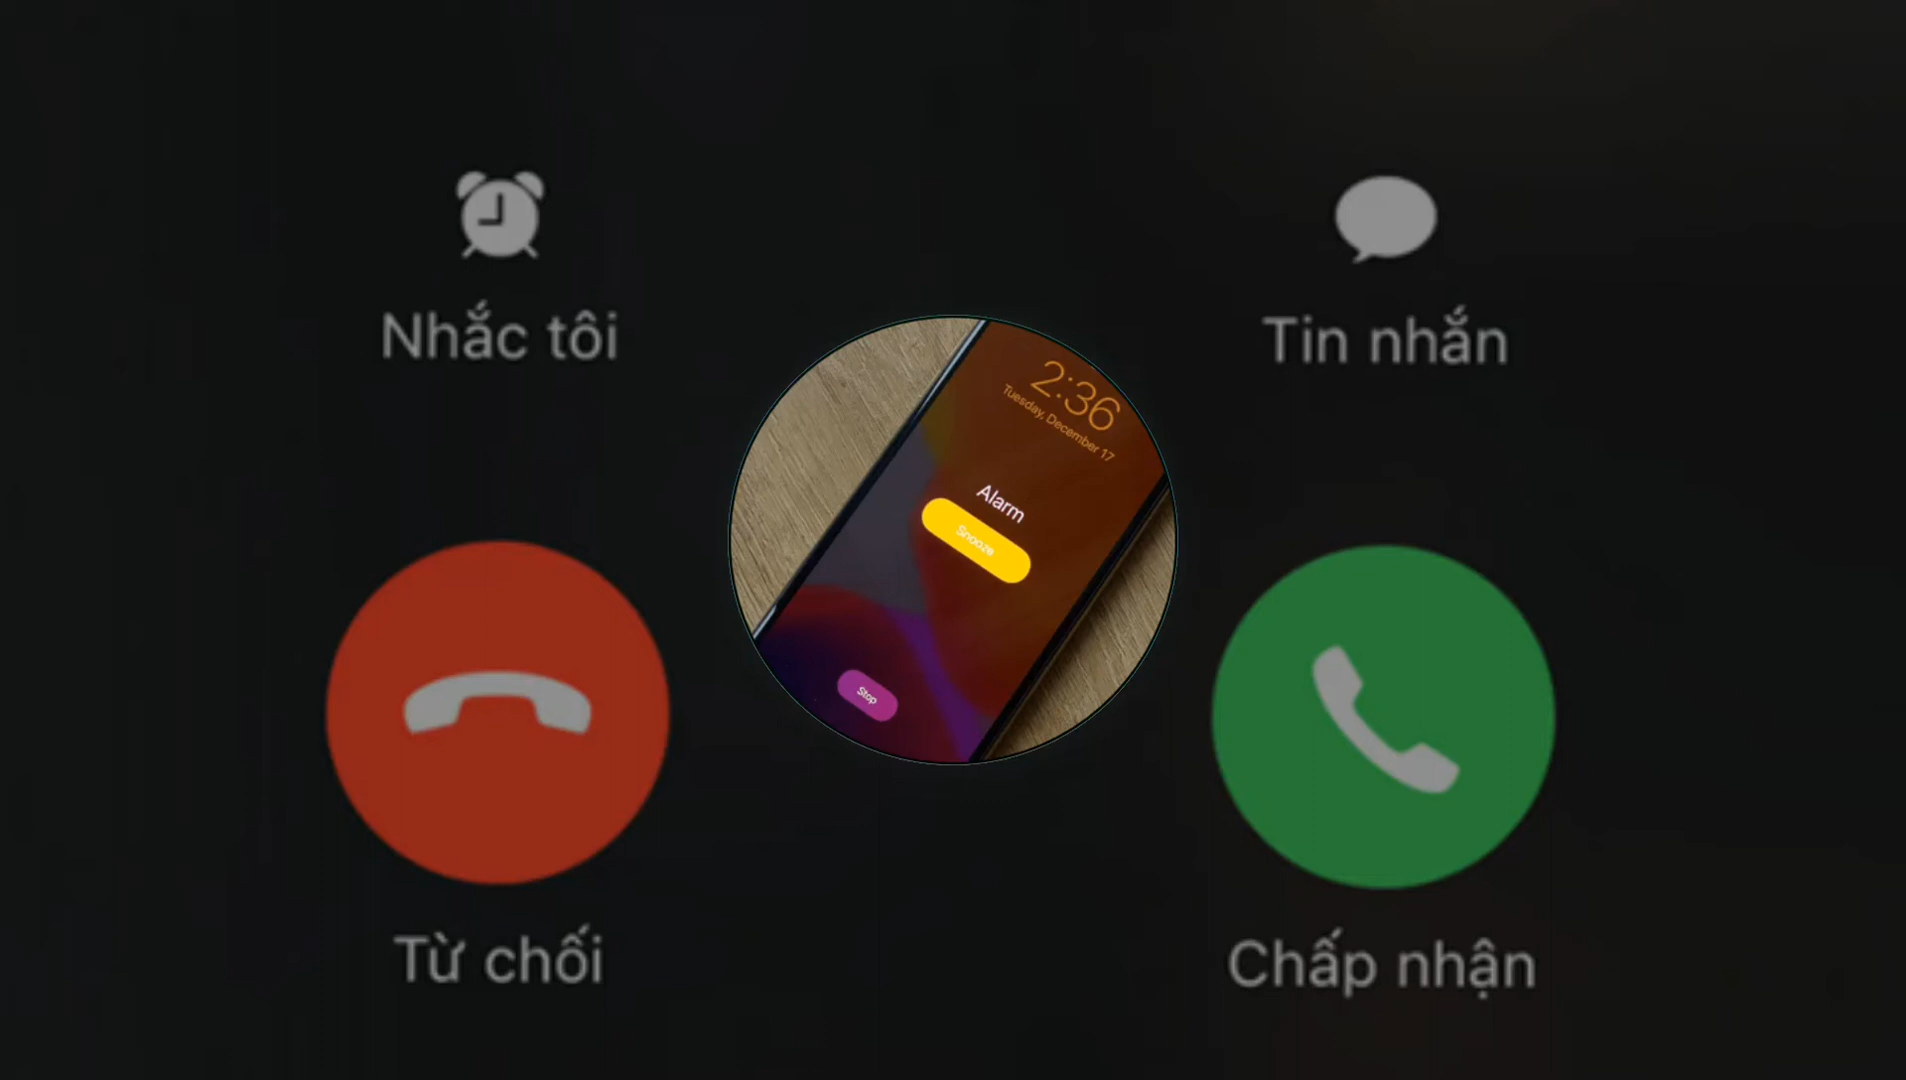 Nhắc tôi
Tin nhắn
2:36
Tuesday, December 17
Alarm
Snooze
Stop
Từ chối
Chấp nhận